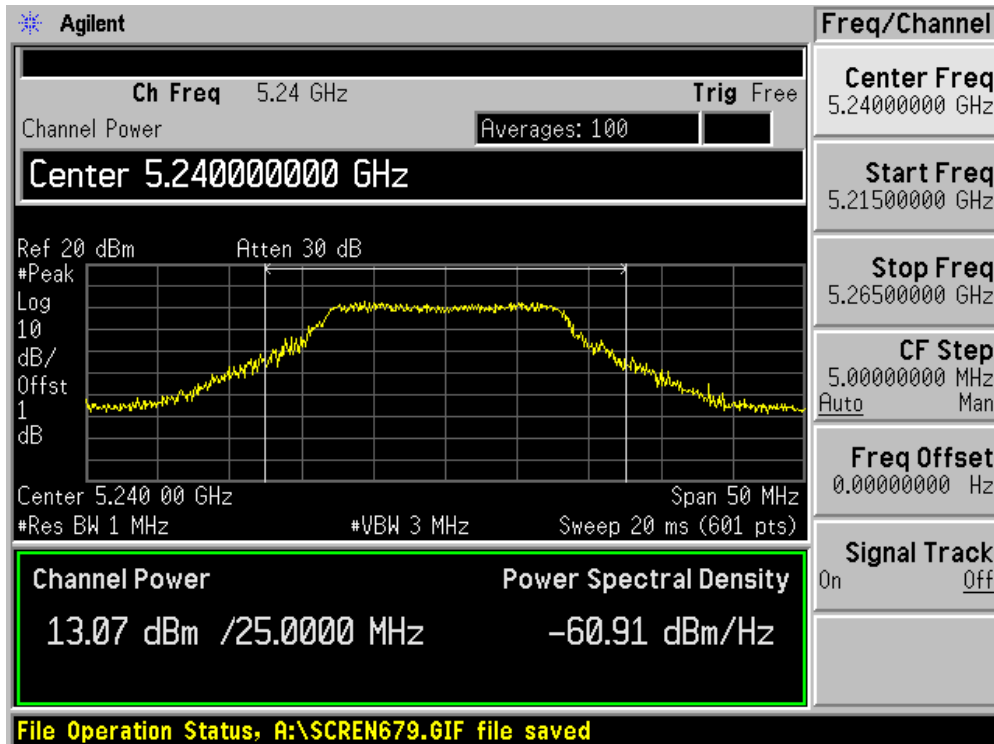 Agilent
Freq/Channel
Ch Freq 5.24 GHz Trig Free
Channel Power Averages: 100
Center 5.240000000 GHz
Ref 20 dBm Atten 30 dB
#Peak
Log
10
dB/
Offst
1
dB
Center 5.240 00 GHz Span 50 MHz
#Res BW 1 MHz #VBW 3 MHz Sweep 20 ms (601 pts)
Channel Power Power Spectral Density
13.07 dBm /25.0000 MHz -60.91 dBm/Hz
File Operation Status, A:\SCREN679.GIF file saved
Center Freq
5.24000000 GHz
Start Freq
5.21500000 GHz
Stop Freq
5.26500000 GHz
CF Step
5.00000000 MHz
Auto Man
Freq Offset
0.00000000 Hz
Signal Track
On Off